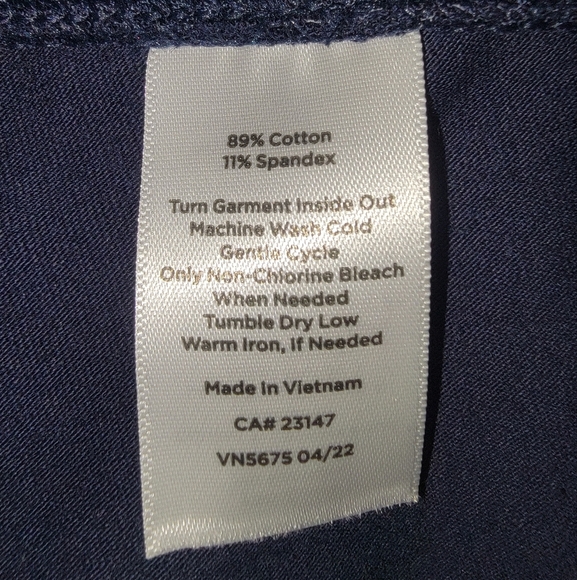 89% Cotton
11% Spandex
Turn Garment Inside Out
Machine Wash Cold
Gentle Cycle
Only Non-Chlorine Bleach
When Needed
Tumble Dry Low
Warm Iron, If Needed
Made In Vietnam
CA# 23147
VN5675 04/22